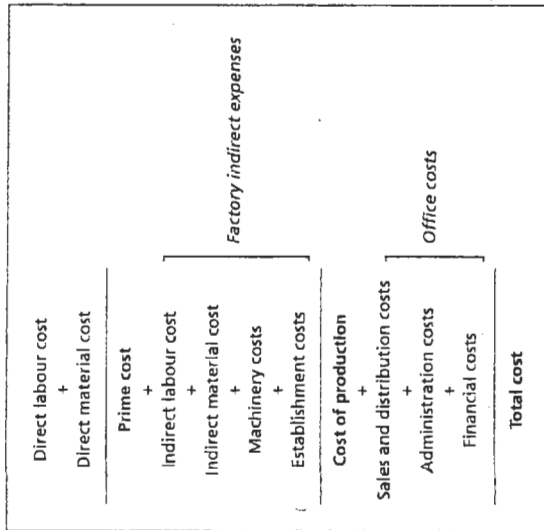 Direct labour cost
+
Direct material cost
Prime cost
+
Indirect labour cost
+
Indirect material cost
+
Machinery costs
+
Establishment costs
Factory indirect expenses
Cost of production
+
Sales and distribution costs
+
Administration costs
+
Financial costs
Office costs
Total cost